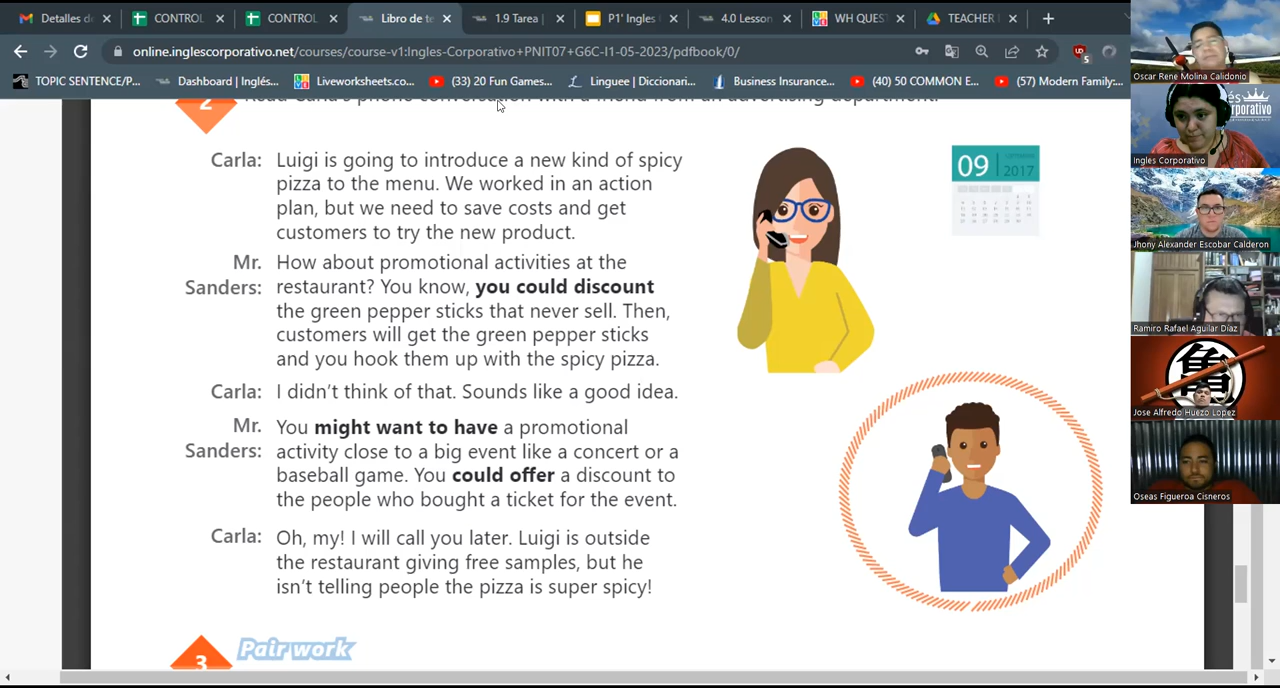 Detalles d
CONTROL
CONTROL
Libro de te
1.9 Tarea |
P1' Ingles
4.0 Lesson
WH QUES
TEACHER
online.inglescorporativo.net/courses/course-v1:Ingles-Corporativo+PNIT07+G6C-I1-05-2023/pdfbook/0/
5
TOPIC SENTENCE/P...
Dashboard | Inglés...
Liveworksheets.co...
(33) 20 Fun Cones...
Linguee | Diccionari...
Business Insurance...
(40) 50 COMMON E...
(57) Modern Family:...
2
Carla: Luigi is going to introduce a new kind of spicy
pizza to the menu. We worked in an action
plan, but we need to save costs and get
customers to try the new product.
Mr. Sanders: How about promotional activities at the
restaurant? You know, you could discount
the green pepper sticks that never sell. Then,
customers will get the green pepper sticks
and you hook them up with the spicy pizza.
Carla: I didn't think of that. Sounds like a good idea.
Mr. Sanders: You might want to have a promotional
activity close to a big event like a concert or a
baseball game. You could offer a discount to
the people who bought a ticket for the event.
Carla: Oh, my! I will call you later. Luigi is outside
the restaurant giving free samples, but he
isn't telling people the pizza is super spicy!
09
2017
3 Pair work
Oscar Rene Molina Calidonio
és
rporativo
Ingles Corporativo
Jhony Alexander Escobar Calderon
Ramiro Rafael Aguilar Díaz
亀
Jose Alfredo Huezo Lopez
Oseas Figueroa Cisneros